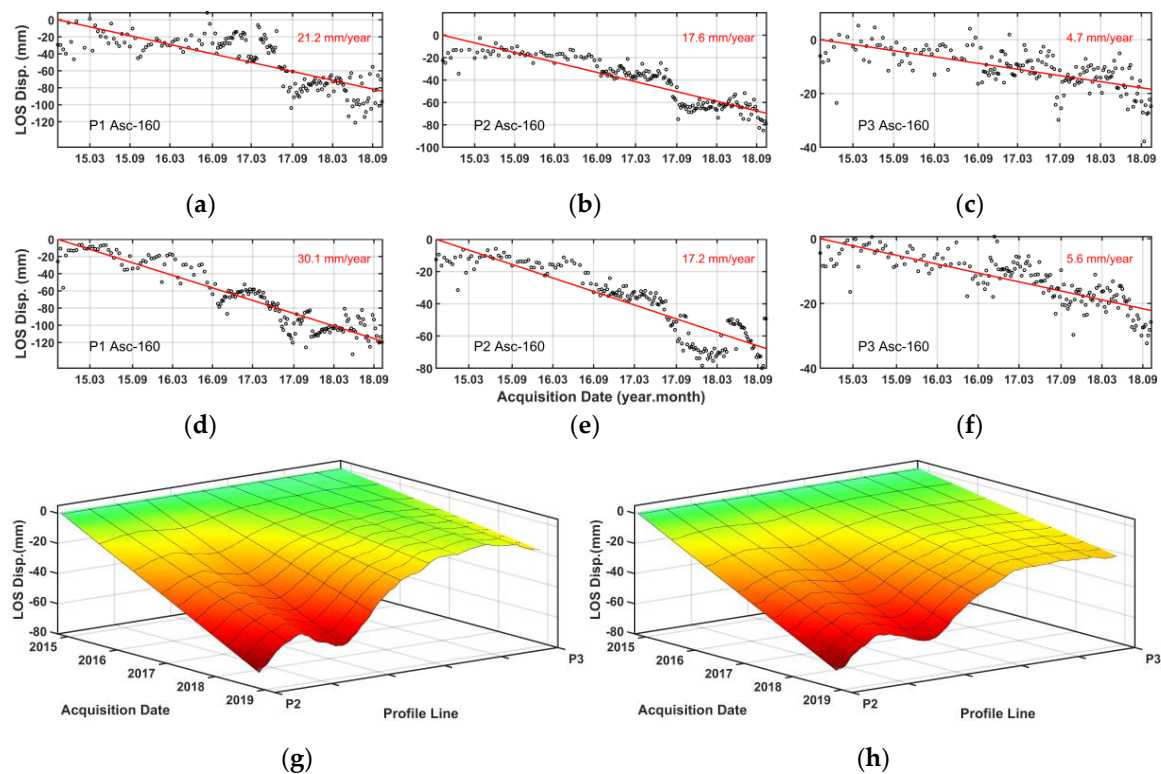 0
-20
-40
-60
-80
-100
-120
LOS Disp. (mm)
21.2 mm/year
P1 Asc-160
15.03 15.09 16.09 16.03 17.03 17.09 18.03 18.09
(a)
20
0
-20
-40
-60
-80
-100
17.6 mm/year
P2 Asc-160
15.03 15.09 16.03 16.09 17.03 17.09 18.03 18.09
(b)
0
-20
-40
4.7 mm/year
P3 Asc-160
15.03 15.09 16.03 16.09 17.03 17.09 18.03 18.09
(c)
0
-20
-40
-60
-80
-100
-120
LOS Disp. (mm)
30.1 mm/year
P1 Asc-160
15.03 15.09 16.03 16.09 17.03 17.09 18.03 18.09
(d)
0
-20
-40
-60
-80
17.2 mm/year
P2 Asc-160
15.03 15.09 16.03 16.09 17.03 17.09 18.03 18.09
Acquisition Date (year.month)
(e)
0
-20
-40
5.6 mm/year
P3 Asc-160
15.03 15.09 16.03 16.09 17.03 17.09 18.03 18.09
(f)
0
-20
-40
-60
-80
LOS Disp.(mm)
2015
2016
2017
2018
2019
P2
P3
Acquisition Date
Profile Line
(g)
0
-20
-40
-60
-80
LOS Disp.(mm)
2015
2016
2017
2018
2019
P2
P3
Acquisition Date
Profile Line
(h)